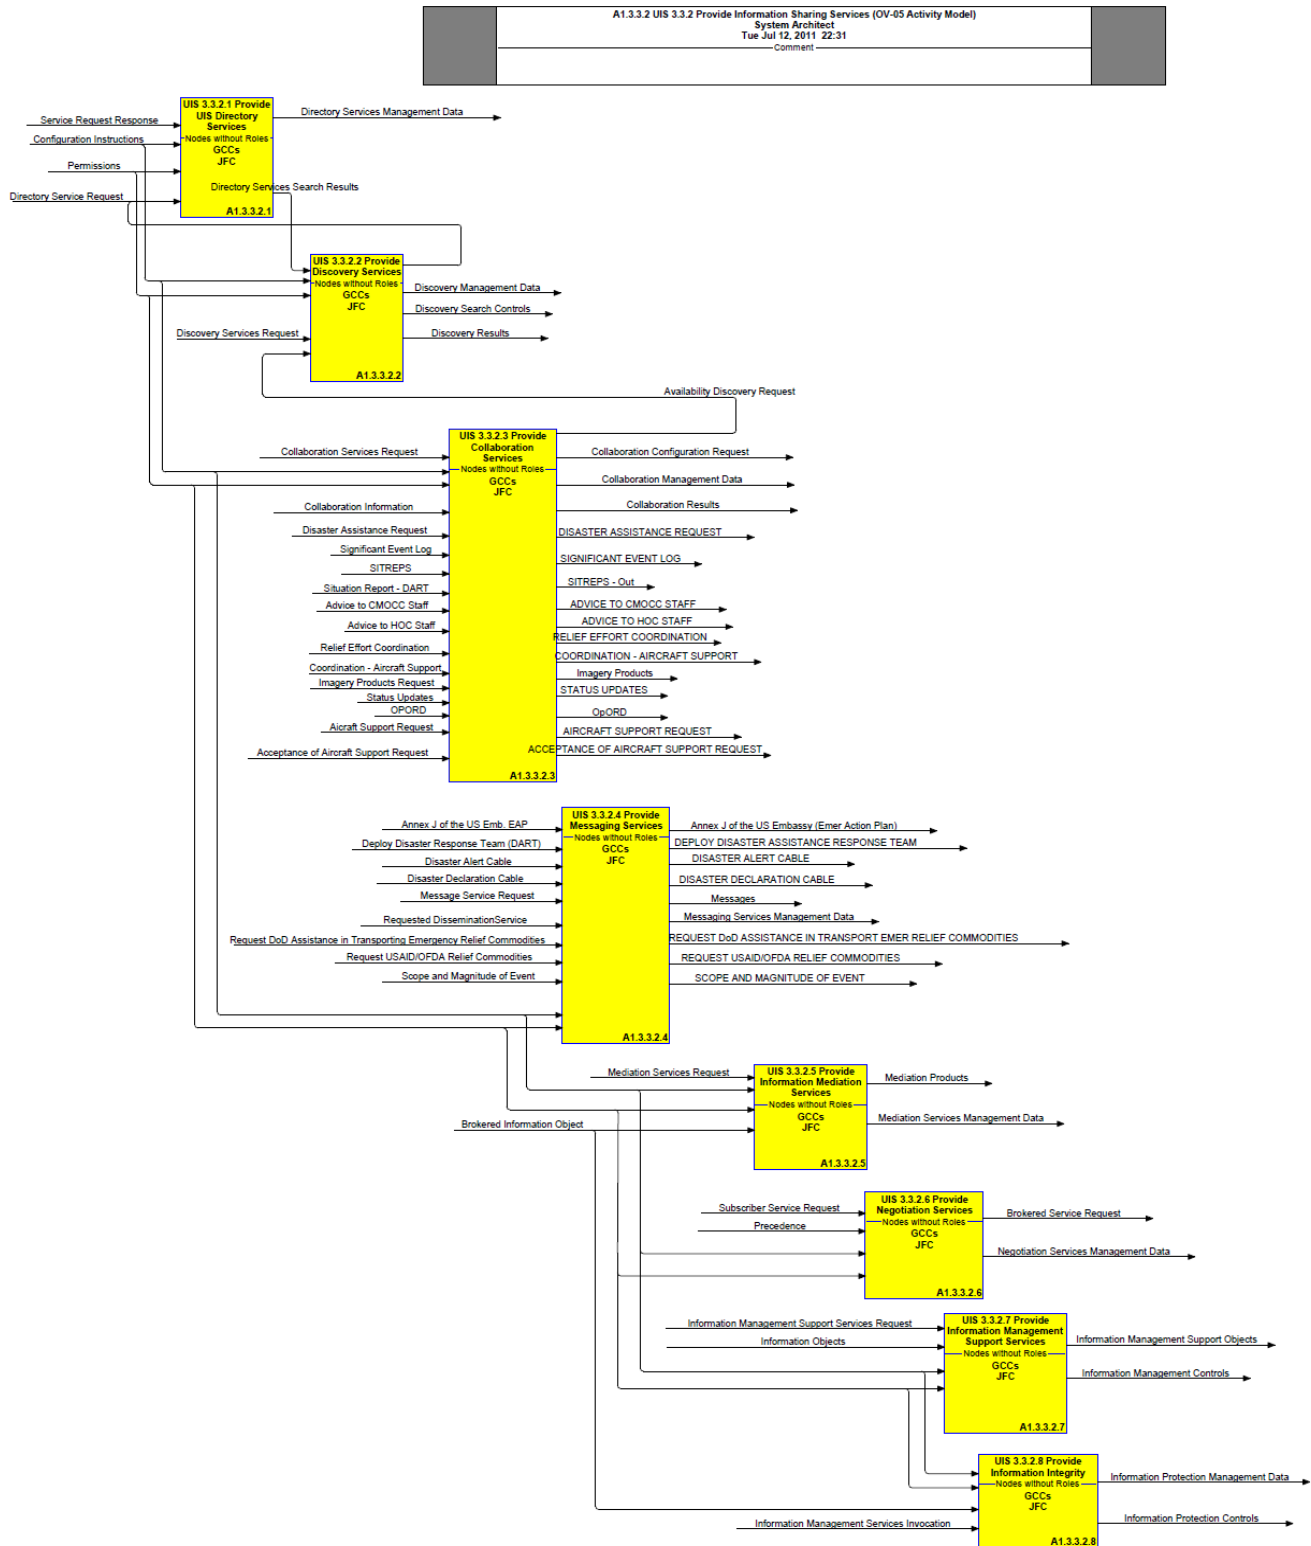 A1.3.3.2 UIS 3.3.2 Provide Information Sharing Services (OV-05 Activity Model)
System Architect
Tue Jul 12, 2011 22:31
Comment
UIS 3.3.2.1 Provide
UIS Directory
Services
Nodes without Roles
GCCs
JFC
A1.3.3.2.1
Service Request Response
Configuration Instructions
Permissions
Directory Service Request
Directory Services Management Data
Directory Services Search Results
UIS 3.3.2.2 Provide
Discovery Services
Nodes without Roles
GCCs
JFC
A1.3.3.2.2
Discovery Services Request
Discovery Management Data
Discovery Search Controls
Discovery Results
Availability Discovery Request
UIS 3.3.2.3 Provide
Collaboration
Services
Nodes without Roles
GCCs
JFC
A1.3.3.2.3
Collaboration Services Request
Collaboration Information
Disaster Assistance Request
Significant Event Log
SITREPS
Situation Report - DART
Advice to CMOCC Staff
Advice to HOC Staff
Relief Effort Coordination
Coordination - Aircraft Support
Imagery Products Request
Status Updates
OPORD
Aicraft Support Request
Acceptance of Aircraft Support Request
Collaboration Configuration Request
Collaboration Management Data
Collaboration Results
DISASTER ASSISTANCE REQUEST
SIGNIFICANT EVENT LOG
SITREPS - Out
ADVICE TO CMOCC STAFF
ADVICE TO HOC STAFF
RELIEF EFFORT COORDINATION
COORDINATION - AIRCRAFT SUPPORT
Imagery Products
STATUS UPDATES
OpORD
AIRCRAFT SUPPORT REQUEST
ACCEPTANCE OF AIRCRAFT SUPPORT REQUEST
UIS 3.3.2.4 Provide
Messaging Services
Nodes without Roles
GCCs
JFC
A1.3.3.2.4
Annex J of the US Emb. EAP
Deploy Disaster Response Team (DART)
Disaster Alert Cable
Disaster Declaration Cable
Message Service Request
Requested DisseminationService
Request DoD Assistance in Transporting Emergency Relief Commodities
Request USAID/OFDA Relief Commodities
Scope and Magnitude of Event
Annex J of the US Embassy (Emer Action Plan)
DEPLOY DISASTER ASSISTANCE RESPONSE TEAM
DISASTER ALERT CABLE
DISASTER DECLARATION CABLE
Messages
Messaging Services Management Data
REQUEST DoD ASSISTANCE IN TRANSPORT EMER RELIEF COMMODITIES
REQUEST USAID/OFDA RELIEF COMMODITIES
SCOPE AND MAGNITUDE OF EVENT
UIS 3.3.2.5 Provide
Information Mediation
Services
Nodes without Roles
GCCs
JFC
A1.3.3.2.5
Mediation Services Request
Brokered Information Object
Mediation Products
Mediation Services Management Data
UIS 3.3.2.6 Provide
Negotiation Services
Nodes without Roles
GCCs
JFC
A1.3.3.2.6
Subscriber Service Request
Precedence
Brokered Service Request
Negotiation Services Management Data
UIS 3.3.2.7 Provide
Information Management
Support Services
Nodes without Roles
GCCs
JFC
A1.3.3.2.7
Information Management Support Services Request
Information Objects
Information Management Support Objects
Information Management Controls
UIS 3.3.2.8 Provide
Information Integrity
Nodes without Roles
GCCs
JFC
A1.3.3.2.8
Information Management Services Invocation
Information Protection Management Data
Information Protection Controls